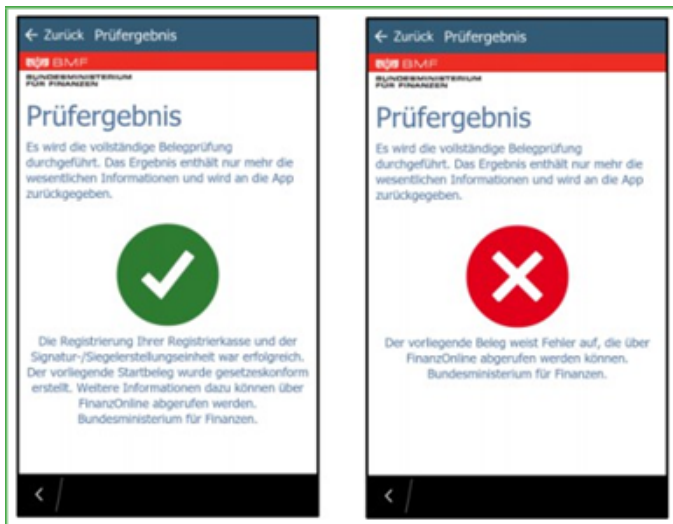 ← Zurück Prüfergebnis
BMF
BUNDESMINISTERIUM
FÜR FINANZEN
Prüfergebnis
Es wird die vollständige Belegprüfung
durchgeführt. Das Ergebnis enthält nur mehr die
wesentlichen Informationen und wird an die App
zurückgegeben.
Die Registrierung Ihrer Registrierkasse und der
Signatur-/Siegelerstellungseinheit war erfolgreich.
Der vorliegende Startbeleg wurde gesetzeskonform
erstellt. Weitere Informationen dazu können über
FinanzOnline abgerufen werden.
Bundesministerium für Finanzen.
← Zurück Prüfergebnis
BMF
BUNDESMINISTERIUM
FÜR FINANZEN
Prüfergebnis
Es wird die vollständige Belegprüfung
durchgeführt. Das Ergebnis enthält nur mehr die
wesentlichen Informationen und wird an die App
zurückgegeben.
Der vorliegende Beleg weist Fehler auf, die über
FinanzOnline abgerufen werden können.
Bundesministerium für Finanzen.